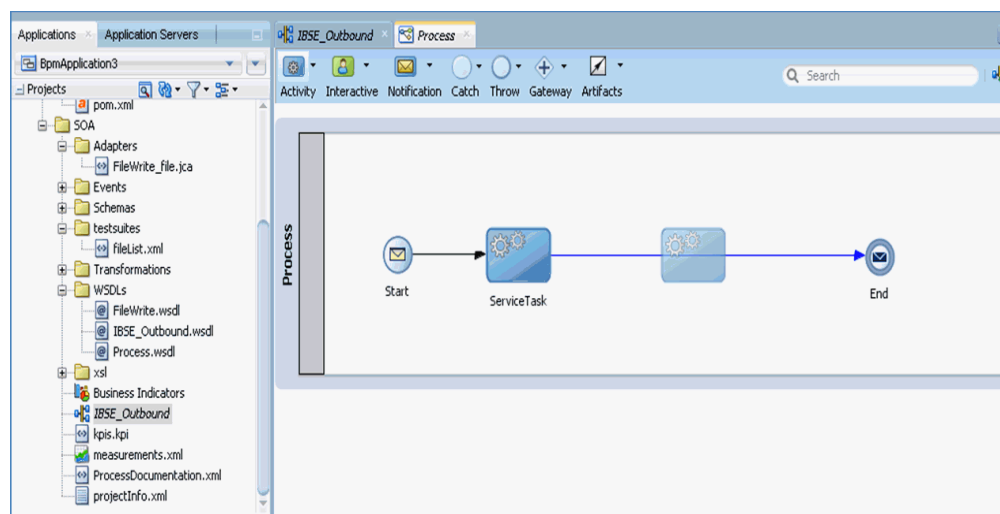 Applications
Application Servers
IBSE_Outbound
Process
BpmApplication3
Projects
Activity
Interactive
Notification
Catch
Throw
Gateway
Artifacts
Search
pom.xml
SOA
Adapters
FileWrite_file.jca
Events
Schemas
testsuites
fileList.xml
Transformations
WSDLs
FileWrite.wsdl
IBSE_Outbound.wsdl
Process.wsdl
xsl
Business Indicators
IBSE_Outbound
kpis.kpi
measurements.xml
ProcessDocumentation.xml
projectInfo.xml
Process
Start
ServiceTask
End